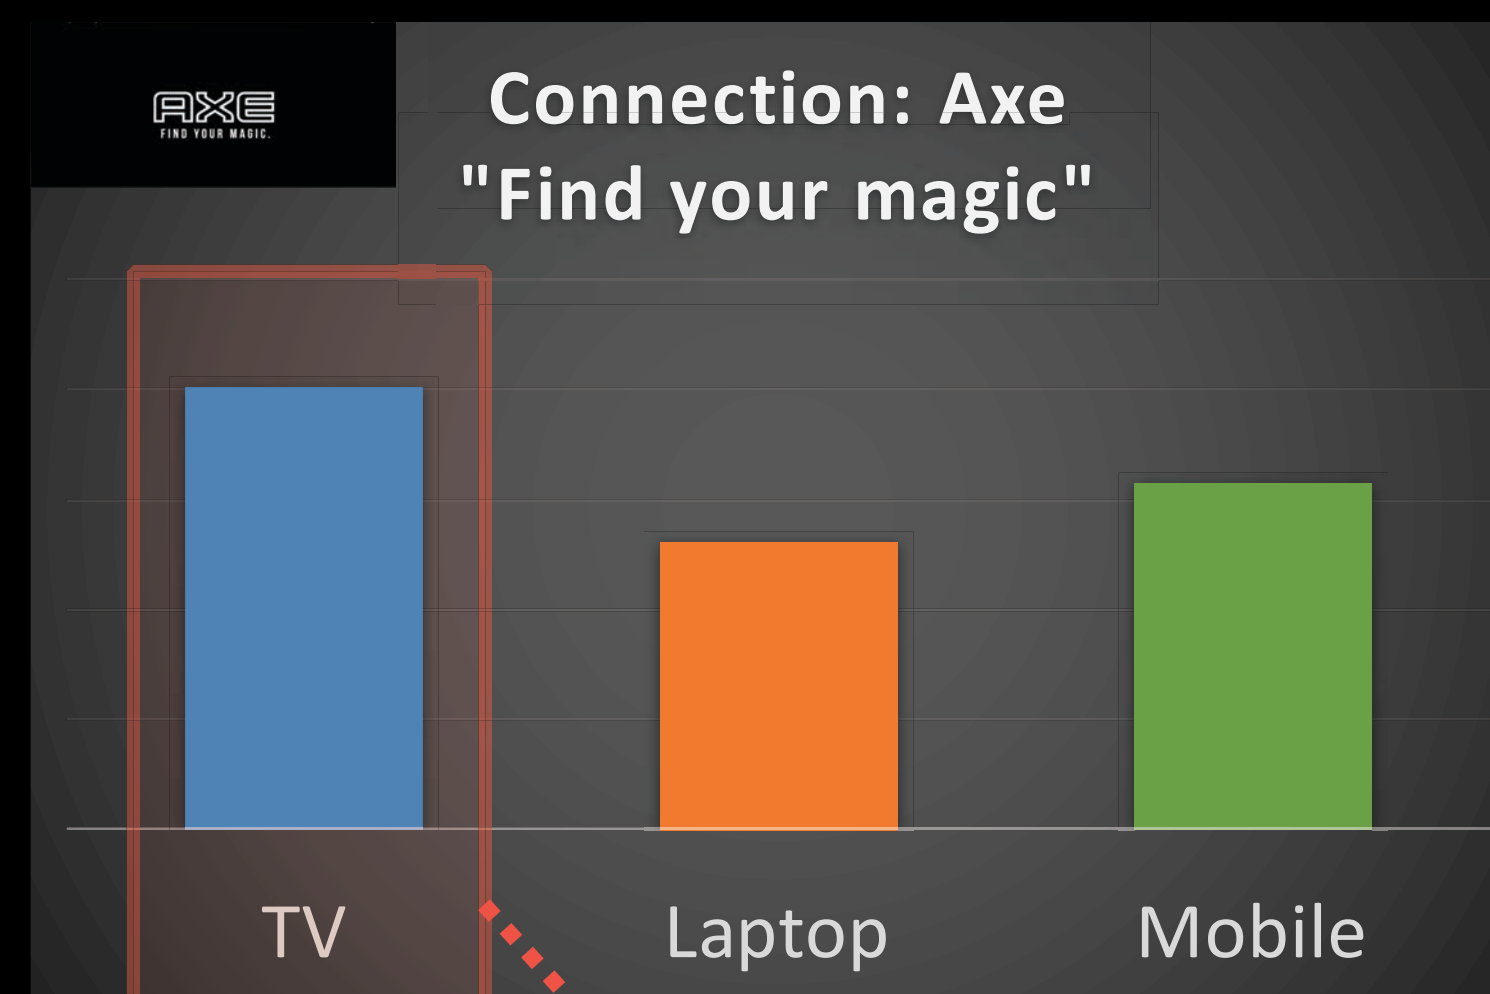 AXE
FIND YOUR MAGIC.
Connection: Axe
"Find your magic"
TV
Laptop
Mobile